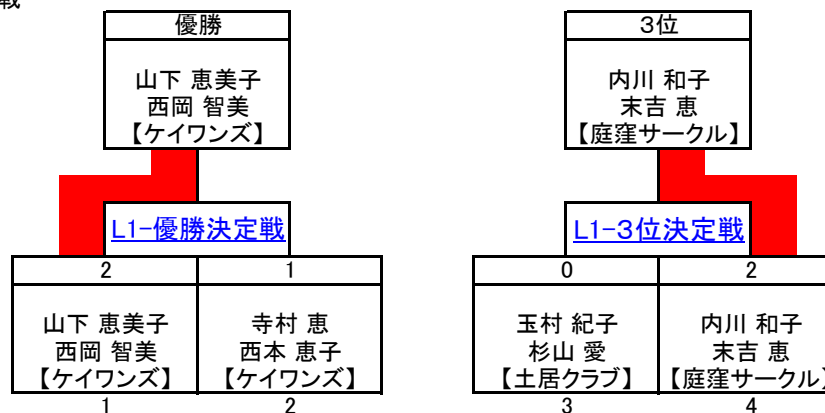 戦
優勝
山下 恵美子
西岡 智美
【ケイワンズ】
L1-優勝決定戦
2
1
山下 恵美子
西岡 智美
【ケイワンズ】
寺村 恵
西本 恵子
【ケイワンズ】
1
2
3位
内川 和子
末吉 恵
【庭窪サークル】
L1-3位決定戦
0
2
玉村 紀子
杉山 愛
【土居クラブ】
内川 和子
末吉 恵
【庭窪サークル】
3
4